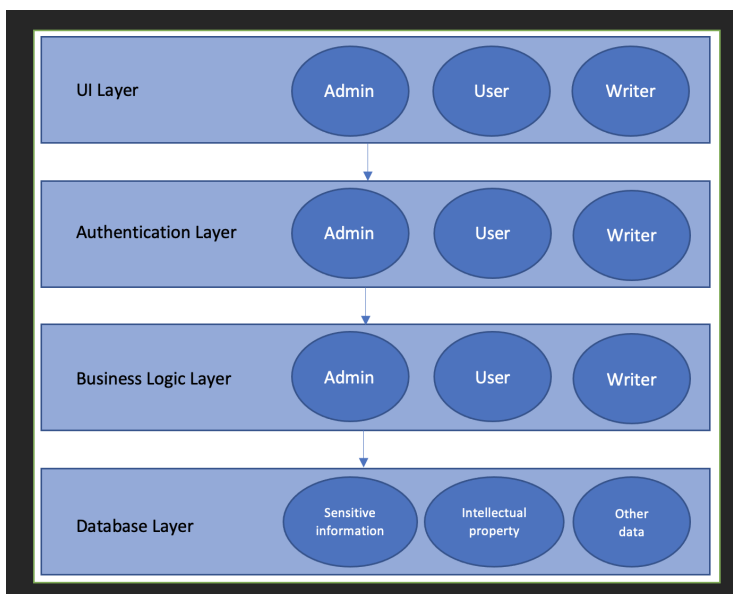 UI Layer
Admin
User
Writer
Authentication Layer
Admin
User
Writer
Business Logic Layer
Admin
User
Writer
Database Layer
Sensitive
information
Intellectual
property
Other
data